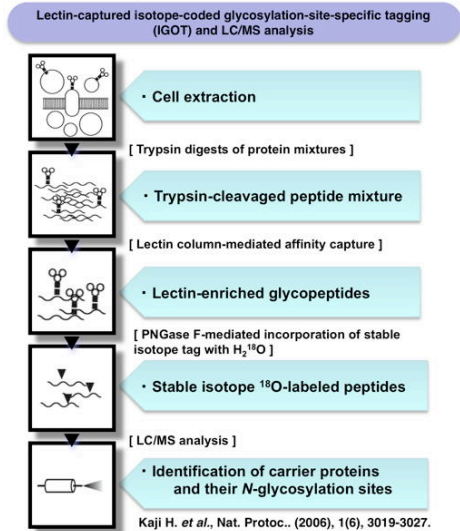 Lectin-captured isotope-coded glycosylation-site-specific tagging
(IGOT) and LC/MS analysis
・Cell extraction
[ Trypsin digests of protein mixtures ]
・Trypsin-cleavaged peptide mixture
[ Lectin column-mediated affinity capture ]
・Lectin-enriched glycopeptides
[ PNGase F-mediated incorporation of stable
isotope tag with H₂¹⁸O ]
・Stable isotope ¹⁸O-labeled peptides
[ LC/MS analysis ]
・Identification of carrier proteins
and their N-glycosylation sites
Kaji H. et al., Nat. Protoc.. (2006), 1(6), 3019-3027.